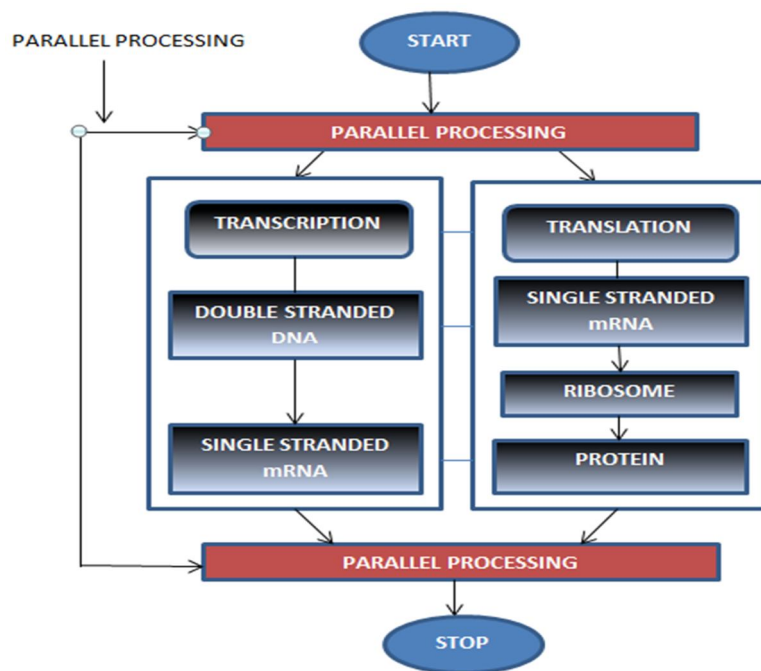 PARALLEL PROCESSING
START
PARALLEL PROCESSING
TRANSCRIPTION
DOUBLE STRANDED
DNA
SINGLE STRANDED
mRNA
TRANSLATION
SINGLE STRANDED
mRNA
RIBOSOME
PROTEIN
PARALLEL PROCESSING
STOP